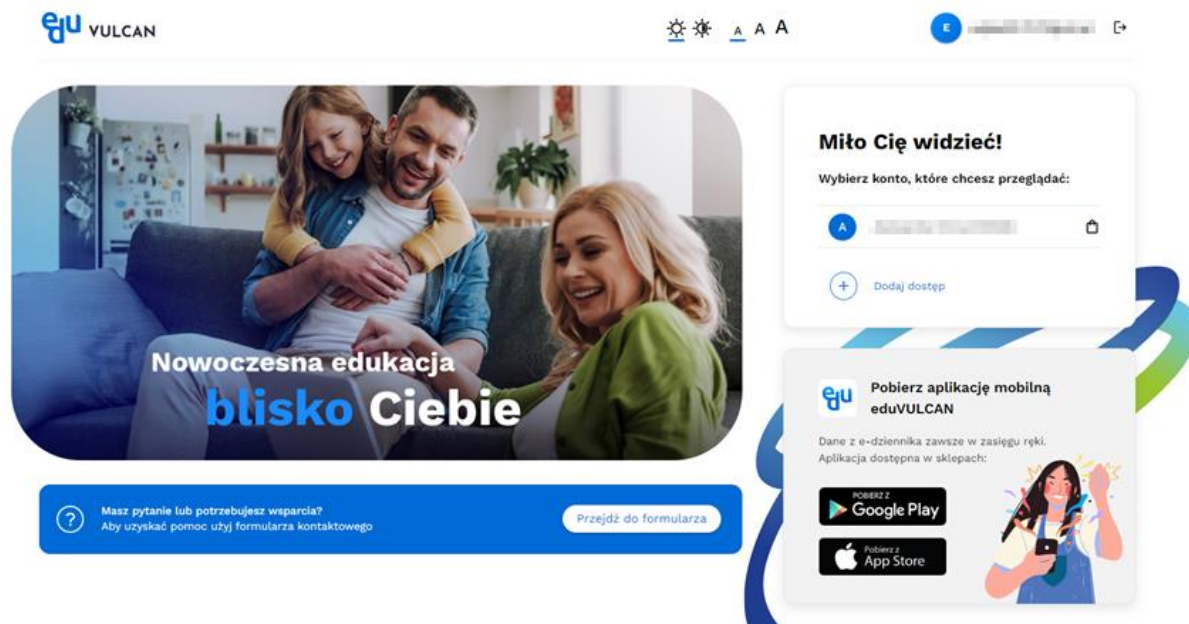 edu VULCAN
A A A
E
Nowoczesna edukacja
blisko Ciebie
Masz pytanie lub potrzebujesz wsparcia?
Aby uzyskać pomoc użyj formularza kontaktowego
Przejdź do formularza
Miło Cię widzieć!
Wybierz konto, które chcesz przeglądać:
A
Dodaj dostęp
edu
Pobierz aplikację mobilną
eduVULCAN
Dane z e-dziennika zawsze w zasięgu ręki.
Aplikacja dostępna w sklepach:
POBIERZ Z
Google Play
Pobierz z
App Store